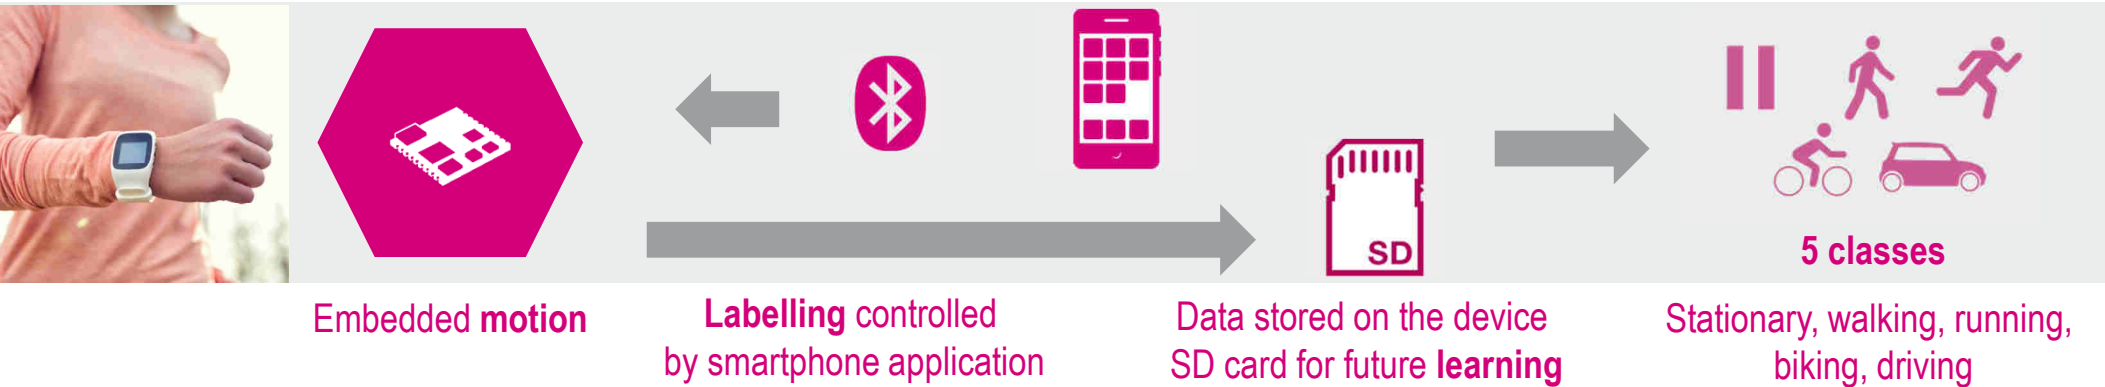 SD
5 classes
Embedded motion
Labelling controlled
by smartphone application
Data stored on the device
SD card for future learning
Stationary, walking, running,
biking, driving